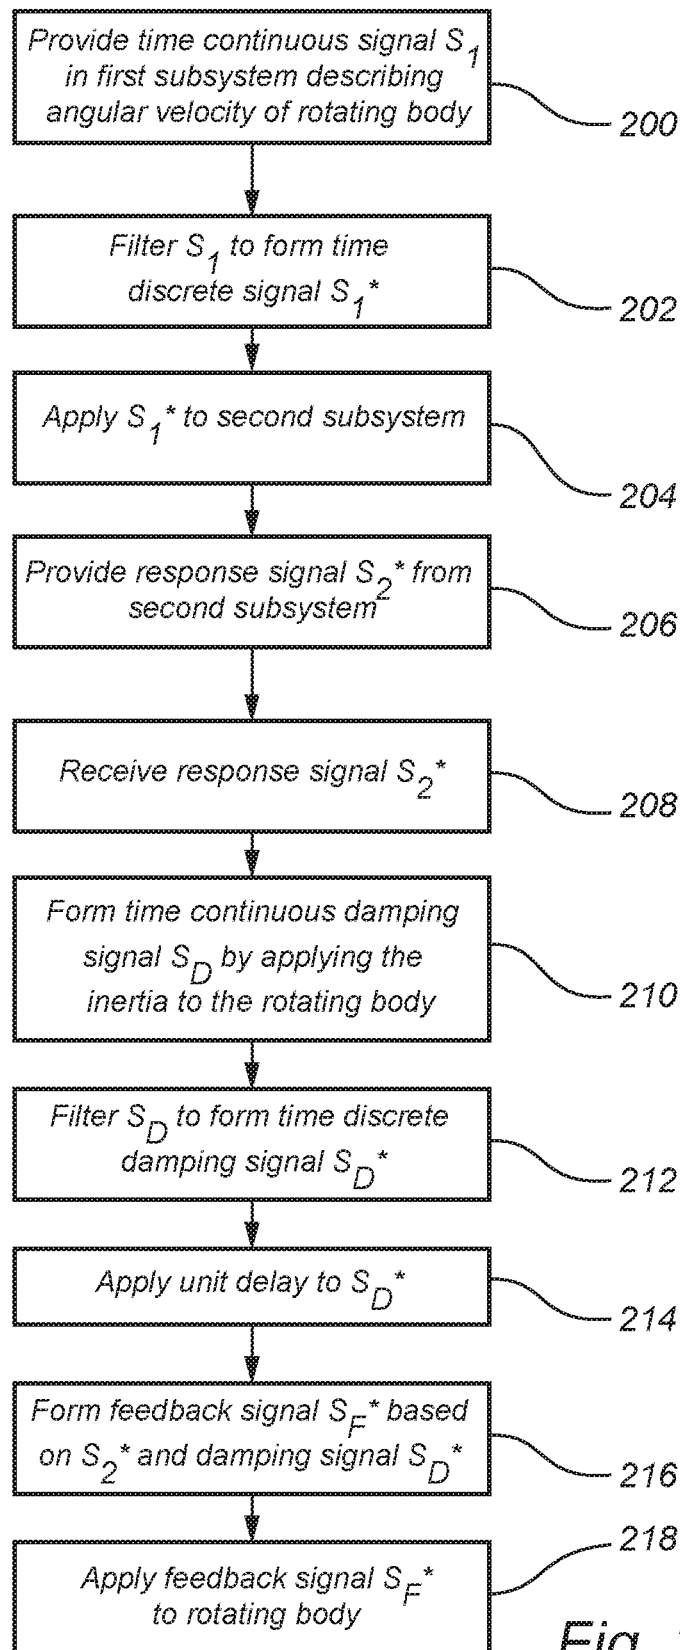 Provide time continuous signal S1
in first subsystem describing
angular velocity of rotating body
200
Filter S1 to form time
discrete signal S1*
202
Apply S1* to second subsystem
204
Provide response signal S2* from
second subsystem
206
Receive response signal S2*
208
Form time continuous damping
signal SD by applying the
inertia to the rotating body
210
Filter SD to form time discrete
damping signal SD*
212
Apply unit delay to SD*
214
Form feedback signal SF* based
on S2* and damping signal SD*
216
Apply feedback signal SF*
to rotating body
218
Fig.